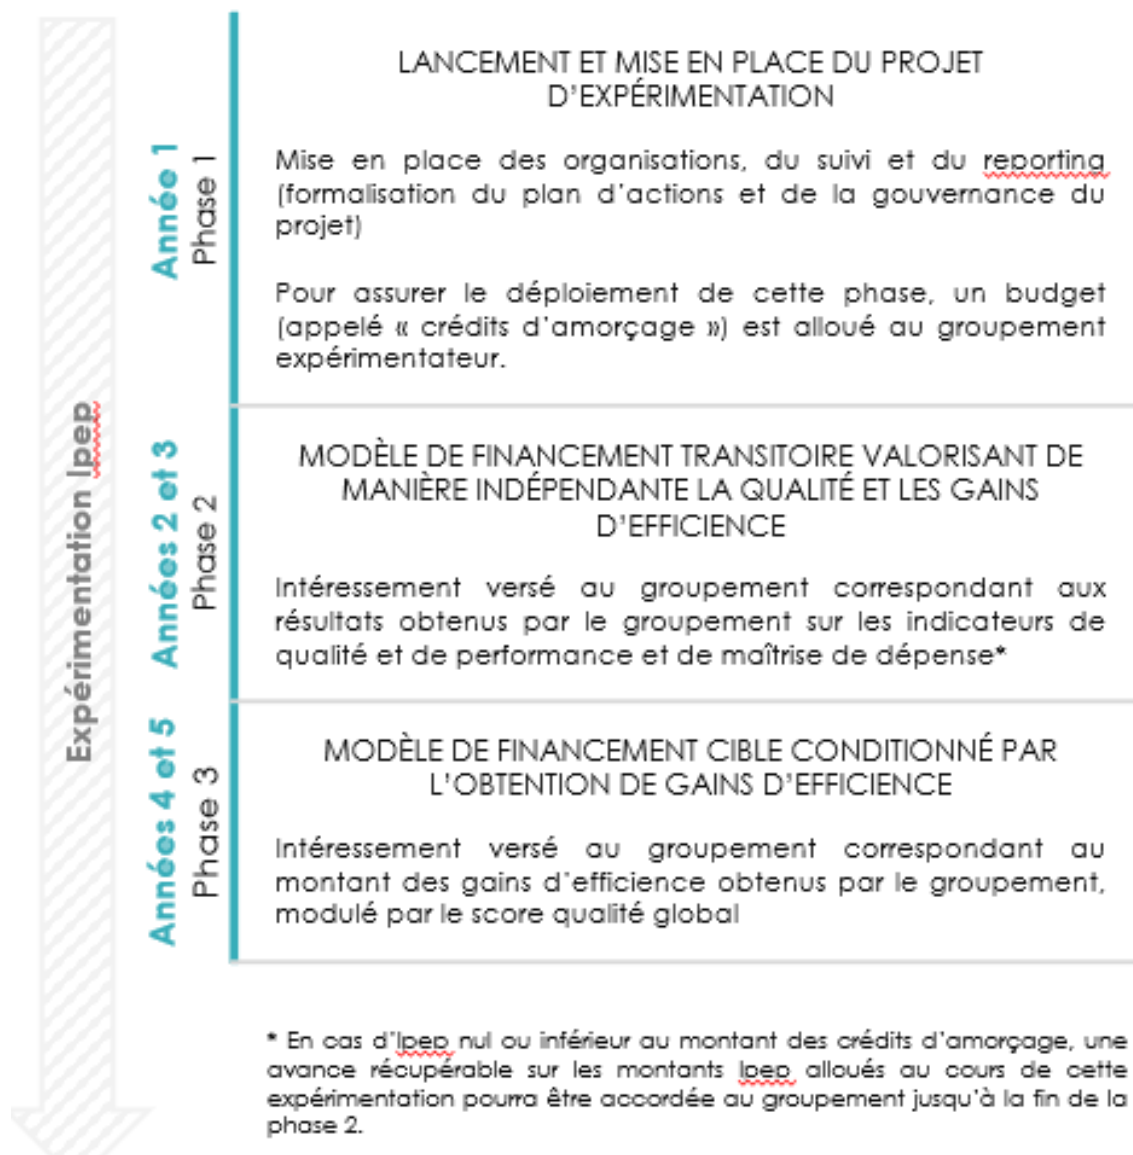 Expérimentation Ipep
Année 1
Phase 1
LANCEMENT ET MISE EN PLACE DU PROJET
D'EXPÉRIMENTATION
Mise en place des organisations, du suivi et du reporting
(formalisation du plan d'actions et de la gouvernance du
projet)
Pour assurer le déploiement de cette phase, un budget
(appelé « crédits d'amorçage ») est alloué au groupement
expérimentateur.
Années 2 et 3
Phase 2
MODÈLE DE FINANCEMENT TRANSITOIRE VALORISANT DE
MANIÈRE INDÉPENDANTE LA QUALITÉ ET LES GAINS
D'EFFICIENCE
Intéressement versé au groupement correspondant aux
résultats obtenus par le groupement sur les indicateurs de
qualité et de performance et de maîtrise de dépense*
Années 4 et 5
Phase 3
MODÈLE DE FINANCEMENT CIBLE CONDITIONNÉ PAR
L'OBTENTION DE GAINS D'EFFICIENCE
Intéressement versé au groupement correspondant au
montant des gains d'efficience obtenus par le groupement,
modulé par le score qualité global
* En cas d'Ipep nul ou inférieur au montant des crédits d'amorçage, une
avance récupérable sur les montants Ipep alloués au cours de cette
expérimentation pourra être accordée au groupement jusqu'à la fin de la
phase 2.